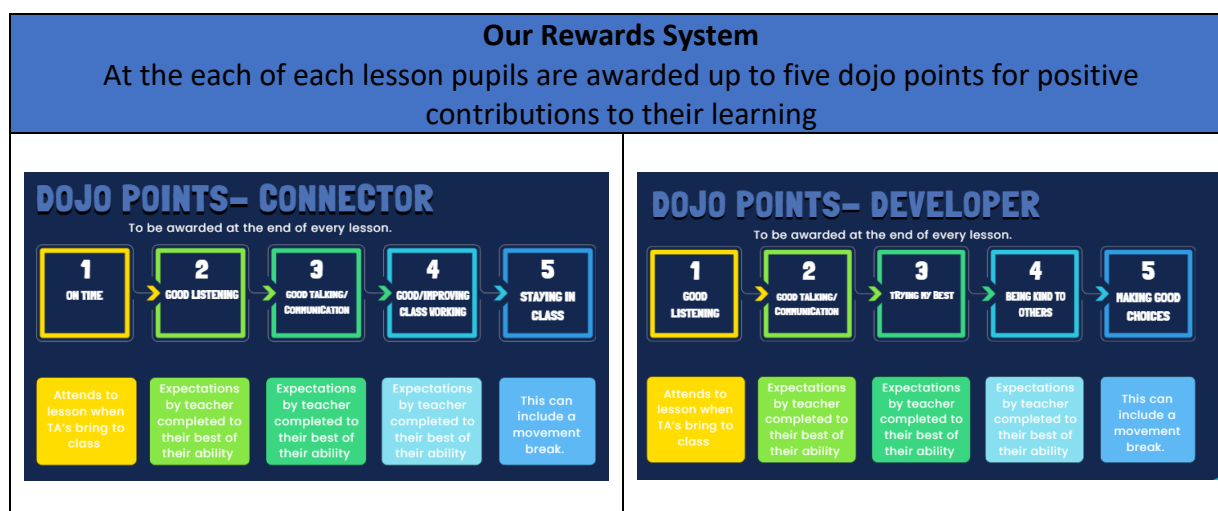 Our Rewards System
At the each of each lesson pupils are awarded up to five dojo points for positive
contributions to their learning
DOJO POINTS– CONNECTOR
To be awarded at the end of every lesson.
1
ON TIME
2
GOOD LISTENING
3
GOOD TALKING/
COMMUNICATION
4
GOOD/IMPROVING
CLASS WORKING
5
STAYING IN
CLASS
Attends to
lesson when
TA's bring to
class
Expectations
by teacher
completed to
their best of
their ability
Expectations
by teacher
completed to
their best of
their ability
Expectations
by teacher
completed to
their best of
their ability
This can
include a
movement
break.
DOJO POINTS– DEVELOPER
To be awarded at the end of every lesson.
1
GOOD
LISTENING
2
GOOD TALKING/
COMMUNICATION
3
TRYING MY BEST
4
BEING KIND TO
OTHERS
5
MAKING GOOD
CHOICES
Attends to
lesson when
TA's bring to
class
Expectations
by teacher
completed to
their best of
their ability
Expectations
by teacher
completed to
their best of
their ability
Expectations
by teacher
completed to
their best of
their ability
This can
include a
movement
break.